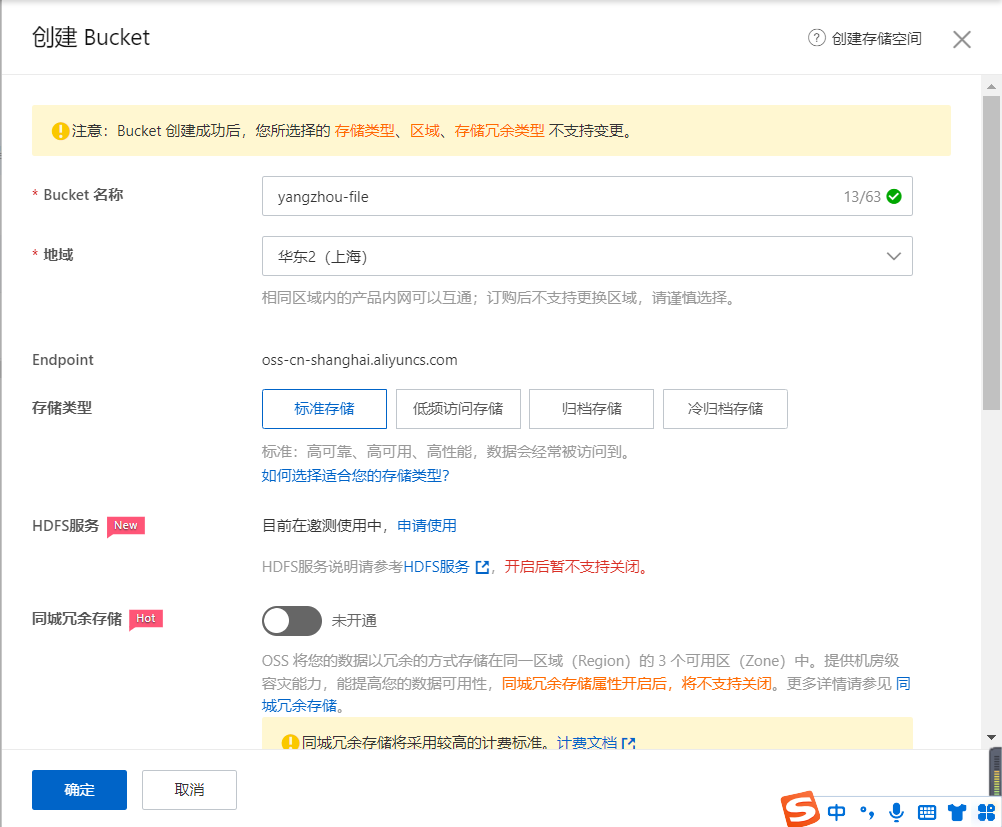 创建 Bucket
? 创建存储空间
注意：Bucket 创建成功后，您所选择的 存储类型、区域、存储冗余类型 不支持变更。
* Bucket 名称
yangzhou-file
13/63
* 地域
华东2（上海）
相同区域内的产品内网可以互通；订购后不支持更换区域，请谨慎选择。
Endpoint
oss-cn-shanghai.aliyuncs.com
存储类型
标准存储
低频访问存储
归档存储
冷归档存储
标准：高可靠、高可用、高性能，数据会经常被访问到。
如何选择适合您的存储类型?
HDFS服务
New
目前在邀测使用中，申请使用
HDFS服务说明请参考HDFS服务，开启后暂不支持关闭。
同城冗余存储
Hot
未开通
OSS 将您的数据以冗余的方式存储在同一区域（Region）的 3 个可用区（Zone）中。提供机房级
容灾能力，能提高您的数据可用性，同城冗余存储属性开启后，将不支持关闭。更多详情请参见 同
城冗余存储。
同城冗余存储将采用较高的计费标准。计费文档
确定
取消
S 中